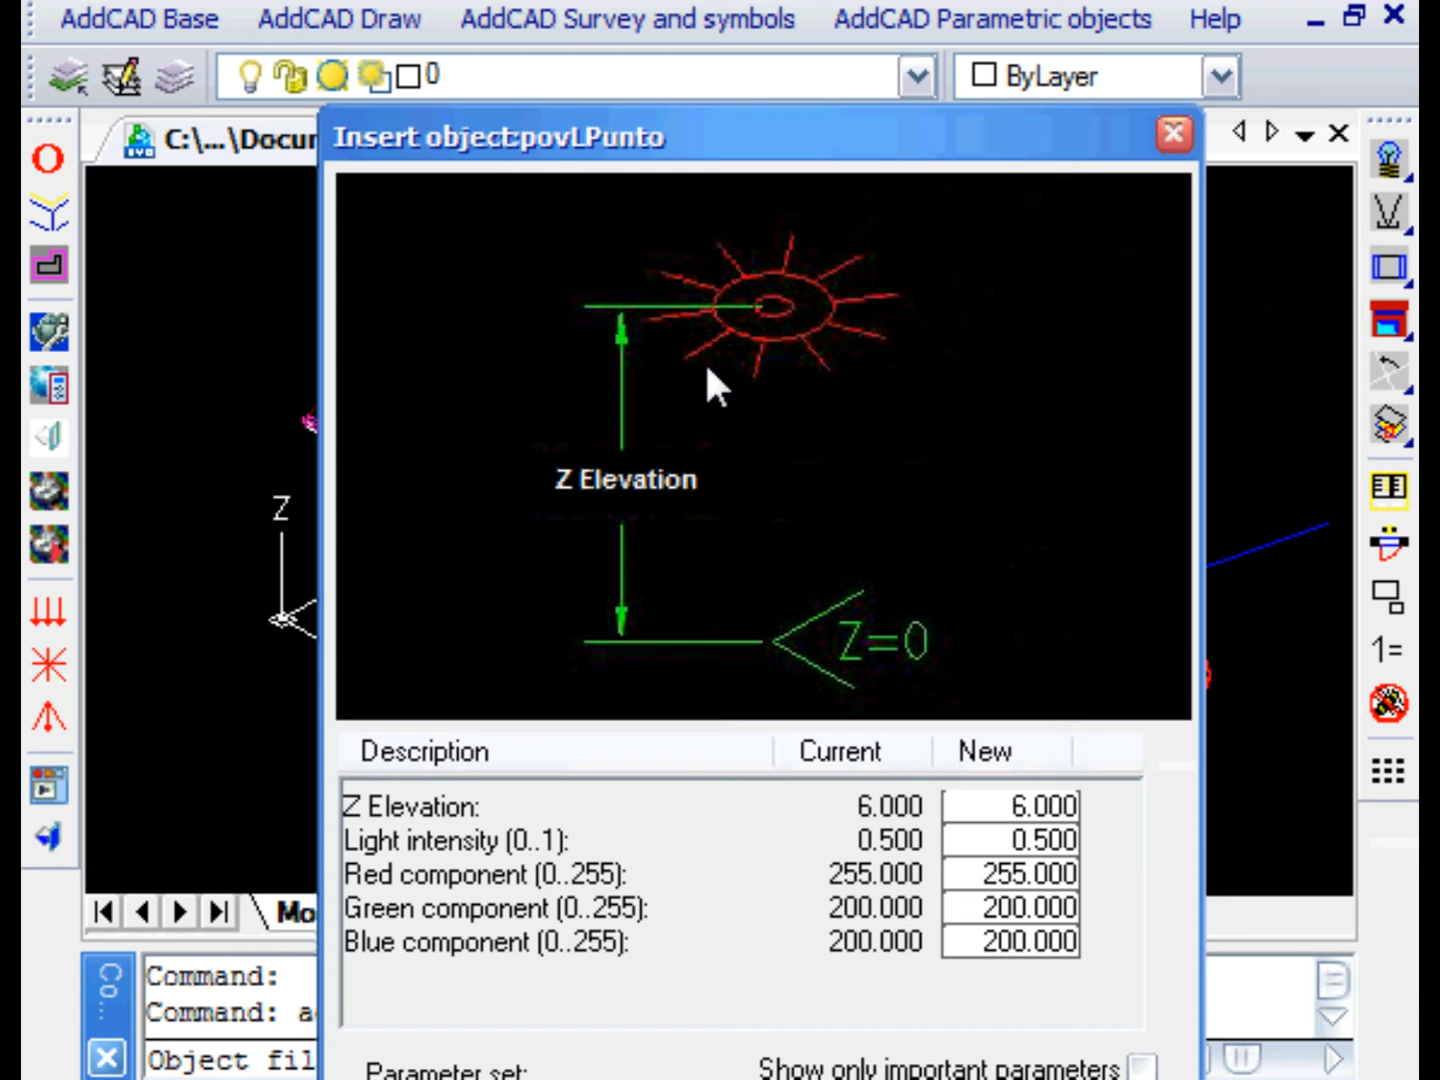 AddCAD Base AddCAD Draw AddCAD Survey and symbols AddCAD Parametric objects Help
0 ByLayer
C:\...\Docur
Insert object:povLPunto
Z Elevation
Z=0
Z
Description Current New
Z Elevation: 6.000 6.000
Light intensity (0..1): 0.500 0.500
Red component (0..255): 255.000 255.000
Green component (0..255): 200.000 200.000
Blue component (0..255): 200.000 200.000
Mo
Co...
Command:
Command: a
Object fil
Parameter set:
Show only important parameters
1=